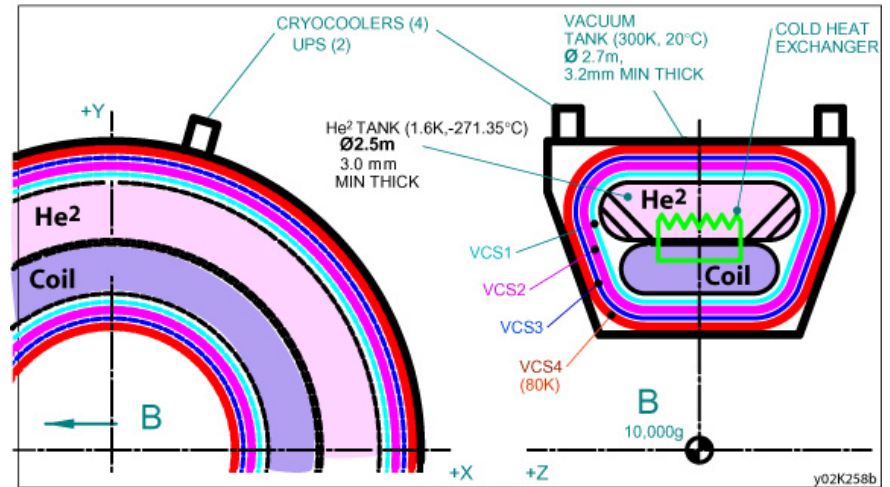 CRYOCOOLERS (4)
UPS (2)
VACUUM
TANK (300K, 20°C)
Ø 2.7m,
3.2mm MIN THICK
COLD HEAT
EXCHANGER
+Y
He² TANK (1.6K,-271.35°C)
Ø2.5m
3.0 mm
MIN THICK
He²
Coil
He²
Coil
VCS1
VCS2
VCS3
VCS4
(80K)
B
B
10,000g
+X
+Z
y02K258b